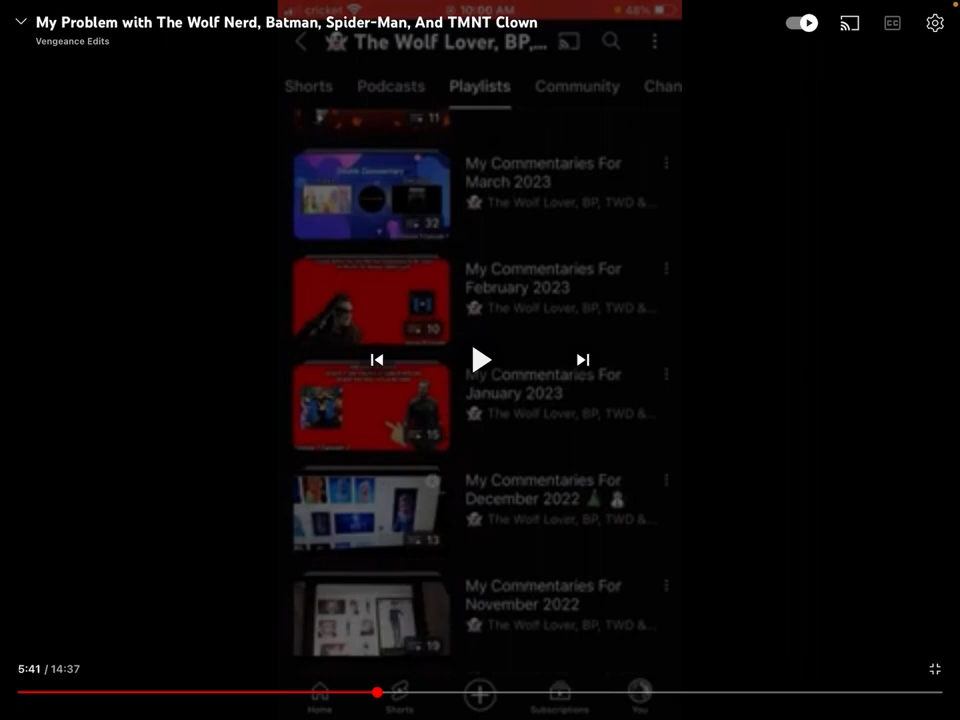 cricket 10:00 AM 48%
My Problem with The Wolf Nerd, Batman, Spider-Man, And TMNT Clown
Vengeance Edits
CC
The Wolf Lover, BP,...
Shorts Podcasts Playlists Community Chan
11
My Commentaries For
March 2023
The Wolf Lover, BP, TWD &...
32
My Commentaries For
February 2023
The Wolf Lover, BP, TWD &...
10
My Commentaries For
January 2023
The Wolf Lover, BP, TWD &...
15
My Commentaries For
December 2022
The Wolf Lover, BP, TWD &...
13
My Commentaries For
November 2022
The Wolf Lover, BP, TWD &...
19
5:41 / 14:37
Home Shorts Subscriptions You